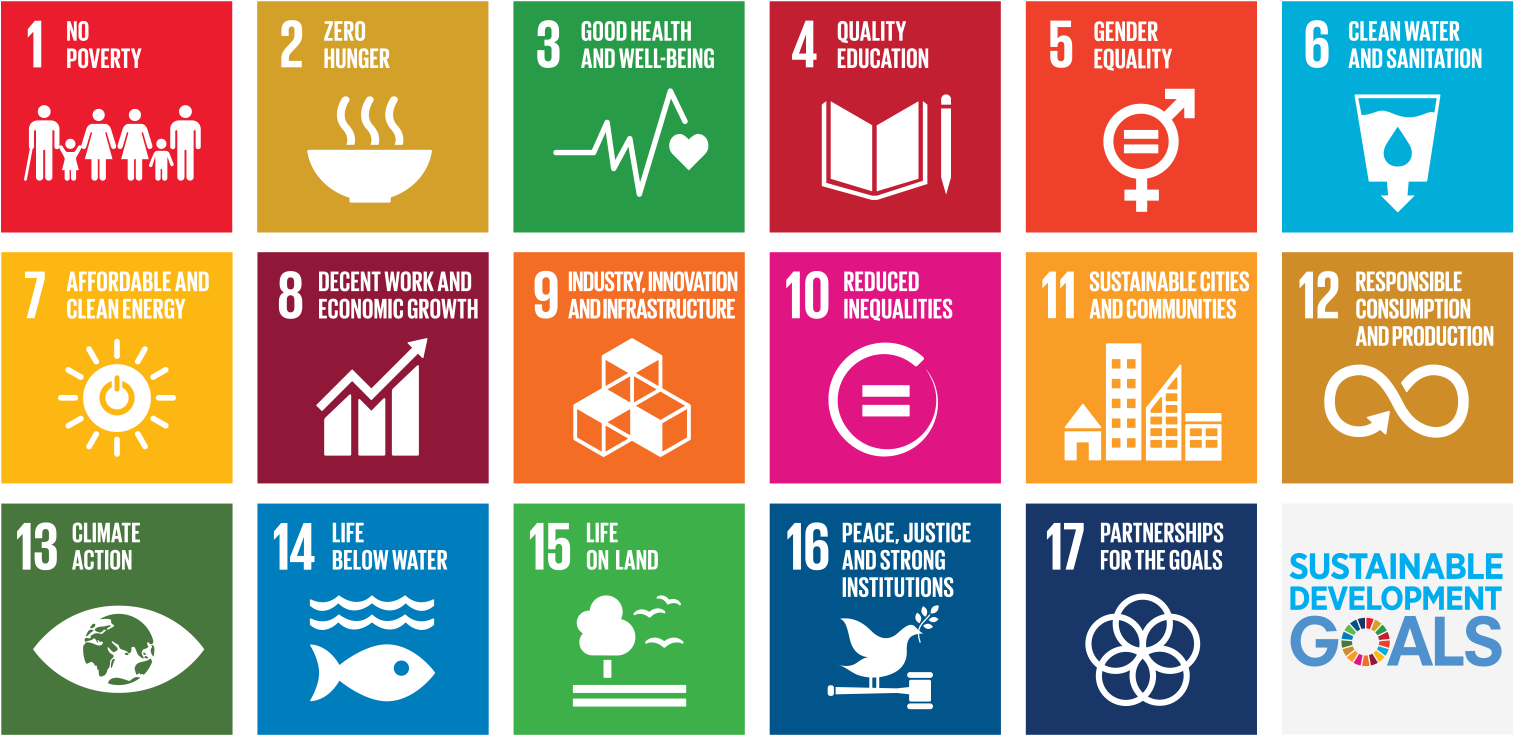 1 NO
POVERTY
2 ZERO
HUNGER
3 GOOD HEALTH
AND WELL-BEING
4 QUALITY
EDUCATION
5 GENDER
EQUALITY
6 CLEAN WATER
AND SANITATION
7 AFFORDABLE AND
CLEAN ENERGY
8 DECENT WORK AND
ECONOMIC GROWTH
9 INDUSTRY, INNOVATION
AND INFRASTRUCTURE
10 REDUCED
INEQUALITIES
11 SUSTAINABLE CITIES
AND COMMUNITIES
12 RESPONSIBLE
CONSUMPTION
AND PRODUCTION
13 CLIMATE
ACTION
14 LIFE
BELOW WATER
15 LIFE
ON LAND
16 PEACE, JUSTICE
AND STRONG
INSTITUTIONS
17 PARTNERSHIPS
FOR THE GOALS
SUSTAINABLE
DEVELOPMENT
GOALS